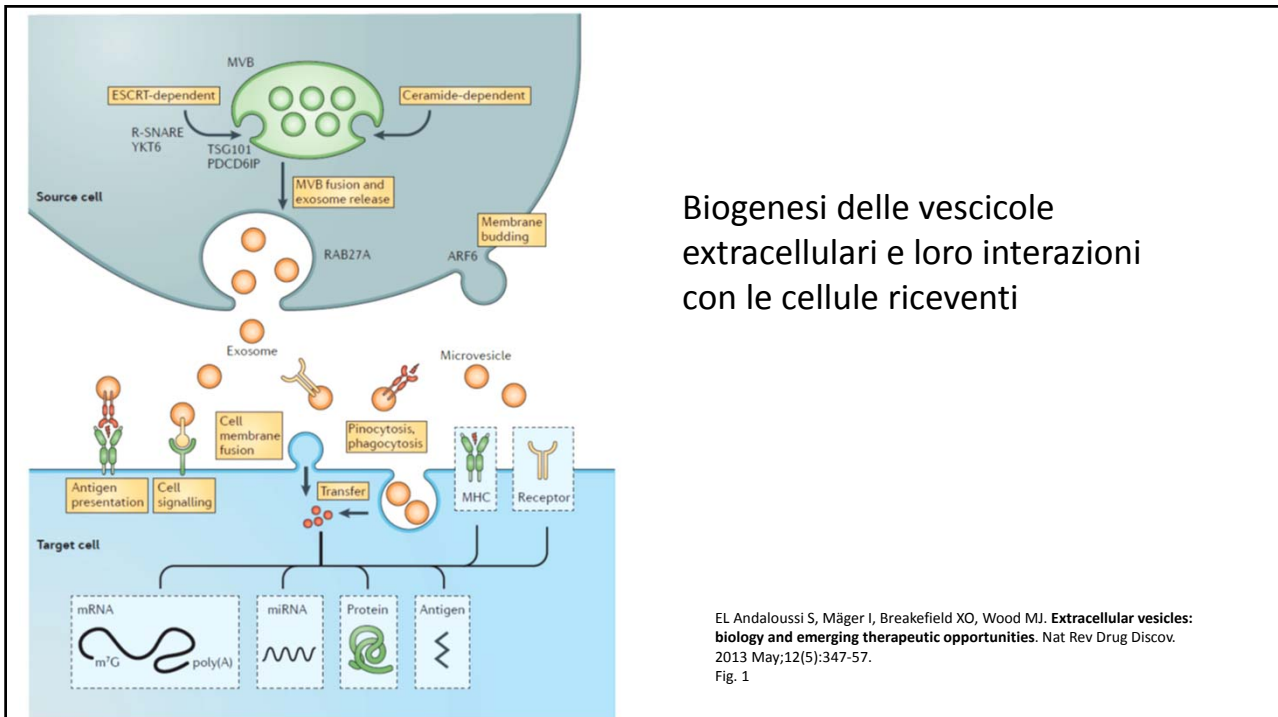 MVB
ESCRT-dependent
Ceramide-dependent
R-SNARE
YKT6
TSG101
PDCD6IP
MVB fusion and
exosome release
Source cell
Membrane
budding
RAB27A
ARF6
Exosome
Microvesicle
Cell
membrane
fusion
Pinocytosis,
phagocytosis
Antigen
presentation
Cell
signalling
Transfer
MHC
Receptor
Target cell
mRNA
m⁷G
poly(A)
miRNA
Protein
Antigen
Biogenesi delle vescicole
extracellulari e loro interazioni
con le cellule riceventi
EL Andaloussi S, Mäger I, Breakefield XO, Wood MJ. Extracellular vesicles:
biology and emerging therapeutic opportunities. Nat Rev Drug Discov.
2013 May;12(5):347-57.
Fig. 1